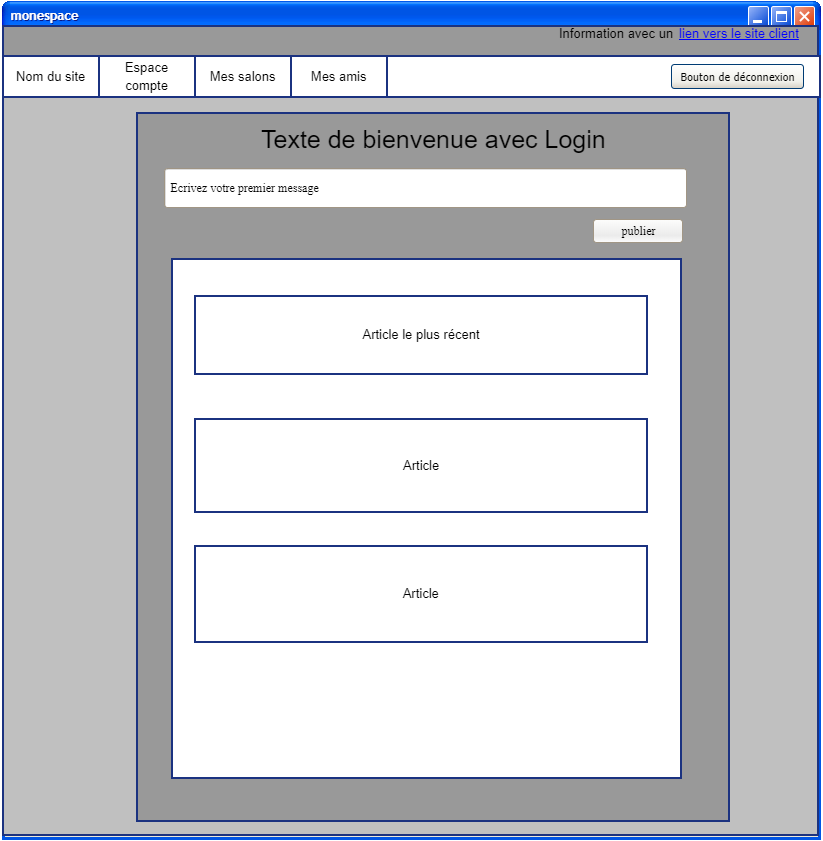 monespace
Information avec un lien vers le site client
Nom du site
Espace
compte
Mes salons
Mes amis
Bouton de déconnexion
Texte de bienvenue avec Login
Ecrivez votre premier message
publier
Article le plus récent
Article
Article